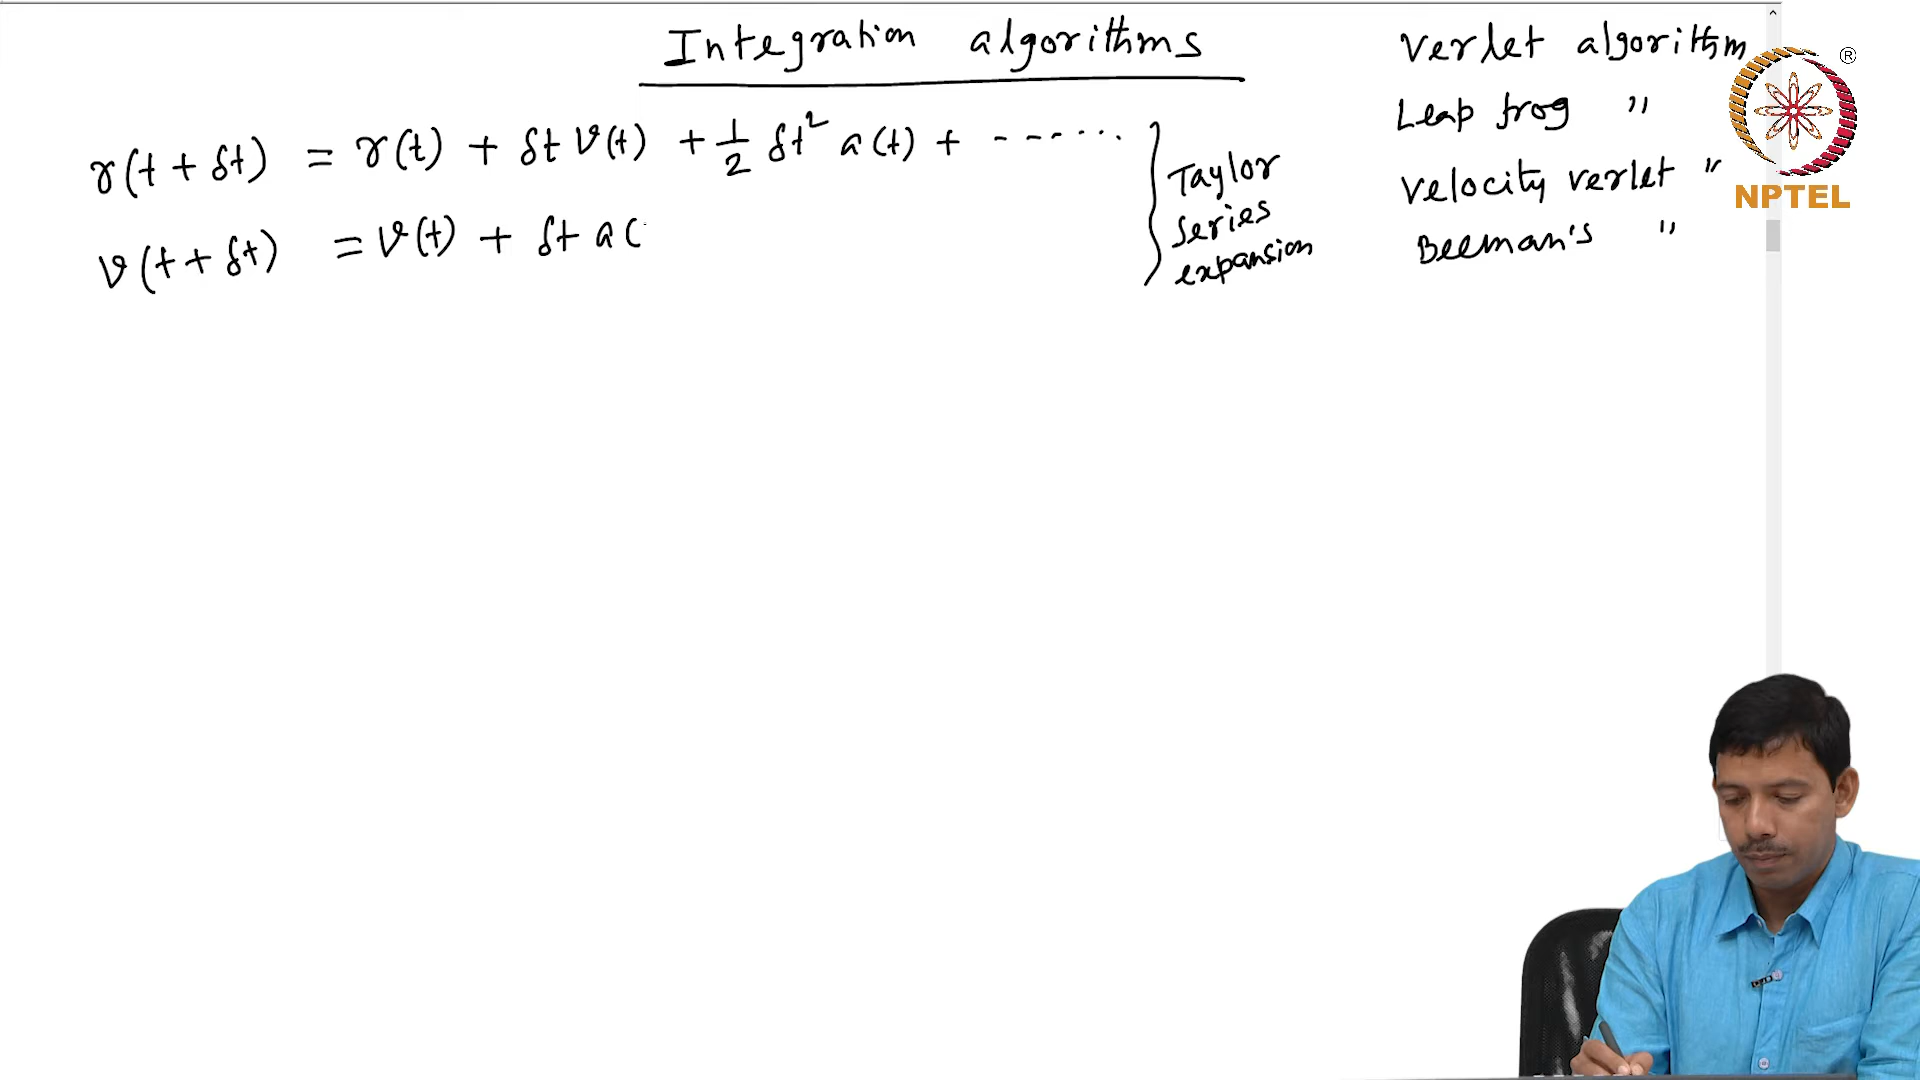 Integration algorithms
r(t + δt) = r(t) + δt v(t) + 1/2 δt² a(t) + ------
v(t + δt) = v(t) + δt a(
Taylor
series
expansion
Verlet algorithm
Leap frog "
Velocity verlet "
Beeman's "
®
NPTEL